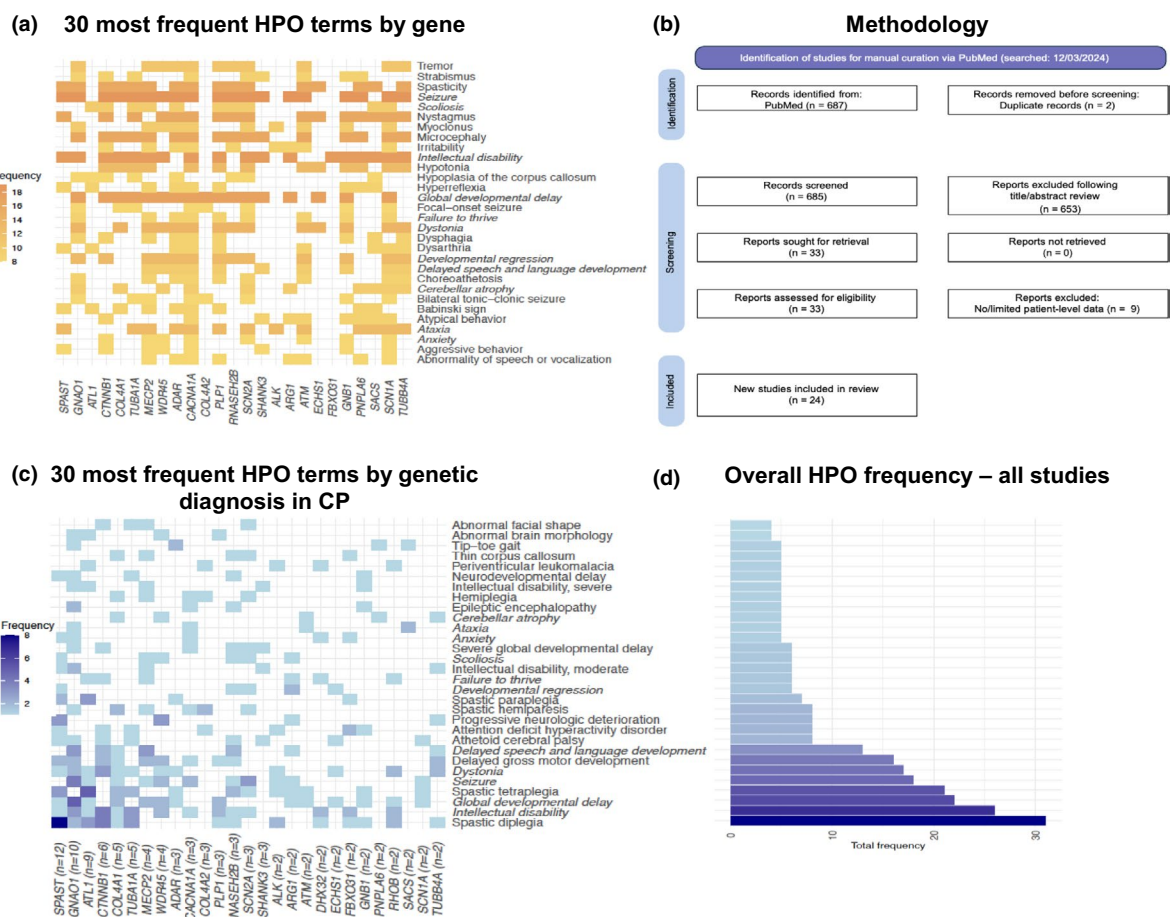 (a) 30 most frequent HPO terms by gene
Tremor
Strabismus
Spasticity
Seizure
Scoliosis
Nystagmus
Myoclonus
Microcephaly
Irritability
Intellectual disability
Hypotonia
Hypoplasia of the corpus callosum
Hyperreflexia
Global developmental delay
Focal−onset seizure
Failure to thrive
Dystonia
Dysphagia
Dysarthria
Developmental regression
Delayed speech and language development
Choreoathetosis
Cerebellar atrophy
Bilateral tonic−clonic seizure
Babinski sign
Atypical behavior
Ataxia
Anxiety
Aggressive behavior
Abnormality of speech or vocalization
equency
18
16
14
12
10
8
SPAST
GNAO1
ATL1
CTNNB1
COL4A1
TUBA1A
MECP2
WDR45
ADAR
CACNA1A
COL4A2
PLP1
RNASEH2B
SCN2A
SHANK3
ALK
ARG1
ATM
ECHS1
FBXO31
GNB1
PNPLA6
SACS
SCN1A
TUBB4A
(b) Methodology
Identification of studies for manual curation via PubMed (searched: 12/03/2024)
Identification
Records identified from:
PubMed (n = 687)
Records removed before screening:
Duplicate records (n = 2)
Screening
Records screened
(n = 685)
Reports excluded following
title/abstract review
(n = 653)
Reports sought for retrieval
(n = 33)
Reports not retrieved
(n = 0)
Reports assessed for eligibility
(n = 33)
Reports excluded:
No/limited patient-level data (n = 9)
Included
New studies included in review
(n = 24)
(c) 30 most frequent HPO terms by genetic
diagnosis in CP
Abnormal facial shape
Abnormal brain morphology
Tip−toe gait
Thin corpus callosum
Periventricular leukomalacia
Neurodevelopmental delay
Intellectual disability, severe
Hemiplegia
Epileptic encephalopathy
Cerebellar atrophy
Ataxia
Anxiety
Severe global developmental delay
Scoliosis
Intellectual disability, moderate
Failure to thrive
Developmental regression
Spastic paraplegia
Spastic hemiparesis
Progressive neurologic deterioration
Attention deficit hyperactivity disorder
Athetoid cerebral palsy
Delayed speech and language development
Delayed gross motor development
Dystonia
Seizure
Spastic tetraplegia
Global developmental delay
Intellectual disability
Spastic diplegia
Frequency
8
6
4
2
SPAST (n=12)
GNAO1 (n=10)
ATL1 (n=9)
CTNNB1 (n=6)
COL4A1 (n=5)
TUBA1A (n=5)
MECP2 (n=4)
WDR45 (n=4)
ADAR (n=3)
CACNA1A (n=3)
COL4A2 (n=3)
PLP1 (n=3)
NASEH2B (n=3)
SCN2A (n=3)
SHANK3 (n=3)
ALK (n=2)
ARG1 (n=2)
ATM (n=2)
DHX32 (n=2)
ECHS1 (n=2)
FBXO31 (n=2)
GNB1 (n=2)
PNPLA6 (n=2)
RHOB (n=2)
SACS (n=2)
SCN1A (n=2)
TUBB4A (n=2)
(d) Overall HPO frequency – all studies
0
10
20
30
Total frequency